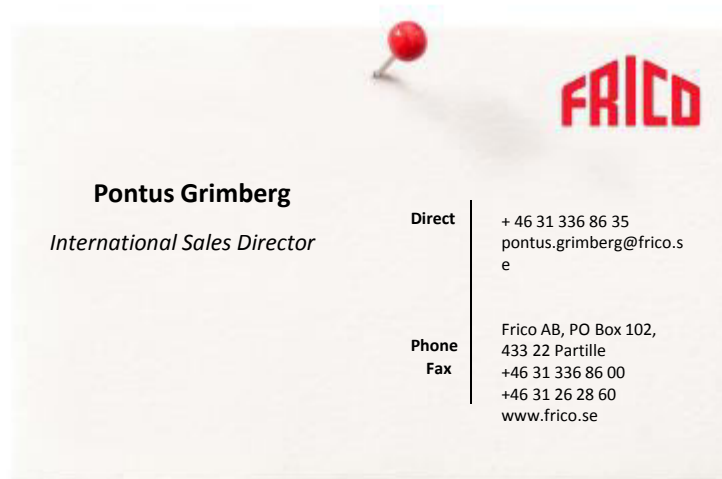 FRICO
Pontus Grimberg
International Sales Director
Direct
+ 46 31 336 86 35
pontus.grimberg@frico.s
e
Frico AB, PO Box 102,
Phone 433 22 Partille
Fax +46 31 336 86 00
+46 31 26 28 60
www.frico.se